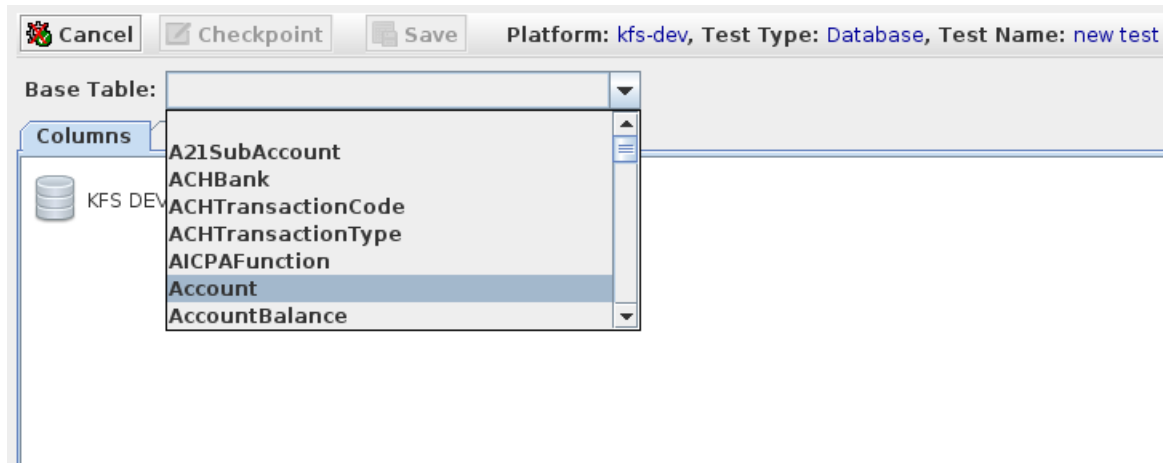 Cancel Checkpoint Save Platform: kfs-dev, Test Type: Database, Test Name: new test
Base Table:
Columns
A21SubAccount
ACHBank
KFS DEV
ACHTransactionCode
ACHTransactionType
AICPAFunction
Account
AccountBalance